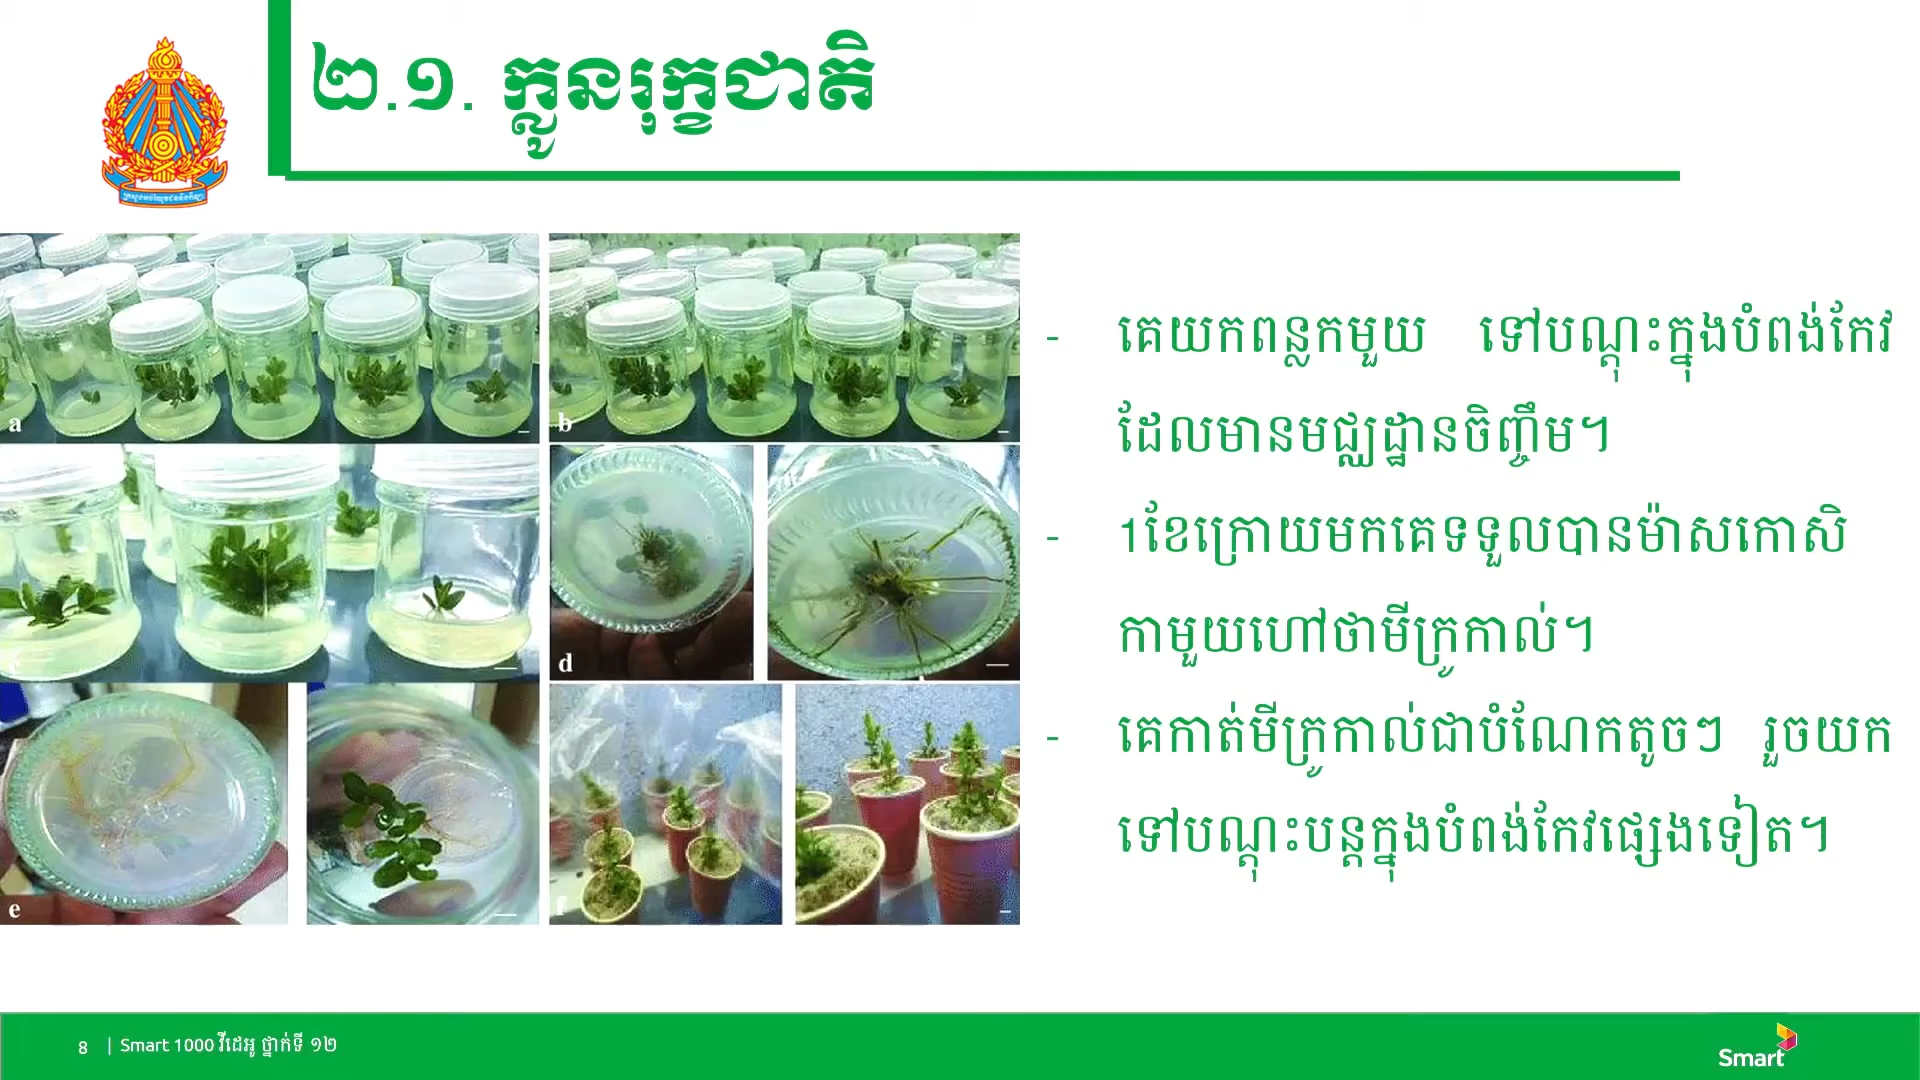 ២.១. ក្លូនរុក្ខជាតិ
- គេយកពន្លកមួយ ទៅបណ្តុះក្នុងបំពង់កែវ
ដែលមានមជ្ឈដ្ឋានចិញ្ចឹម។
- 1ខែក្រោយមកគេទទួលបានម៉ាសកោសិ
កាមួយហៅថាមីក្រូកាល់។
- គេកាត់មីក្រូកាល់ជាបំណែកតូចៗ រួចយក
ទៅបណ្តុះបន្តក្នុងបំពង់កែវផ្សេងទៀត។
a
b
d
e
f
8 | Smart 1000 វីដេអូ ថ្នាក់ទី ១២
Smart